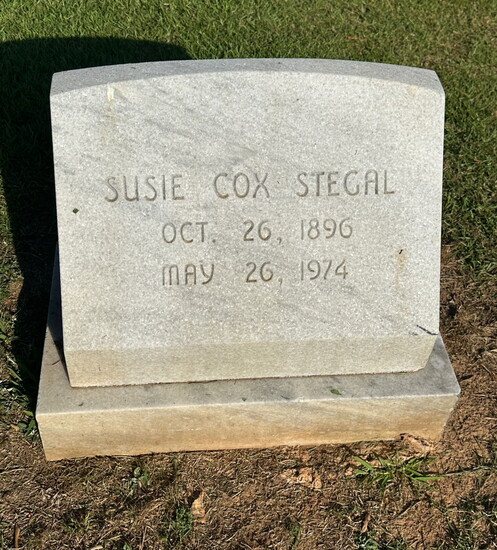 SUSIE COX STEGAL
OCT. 26, 1896
MAY 26, 1974